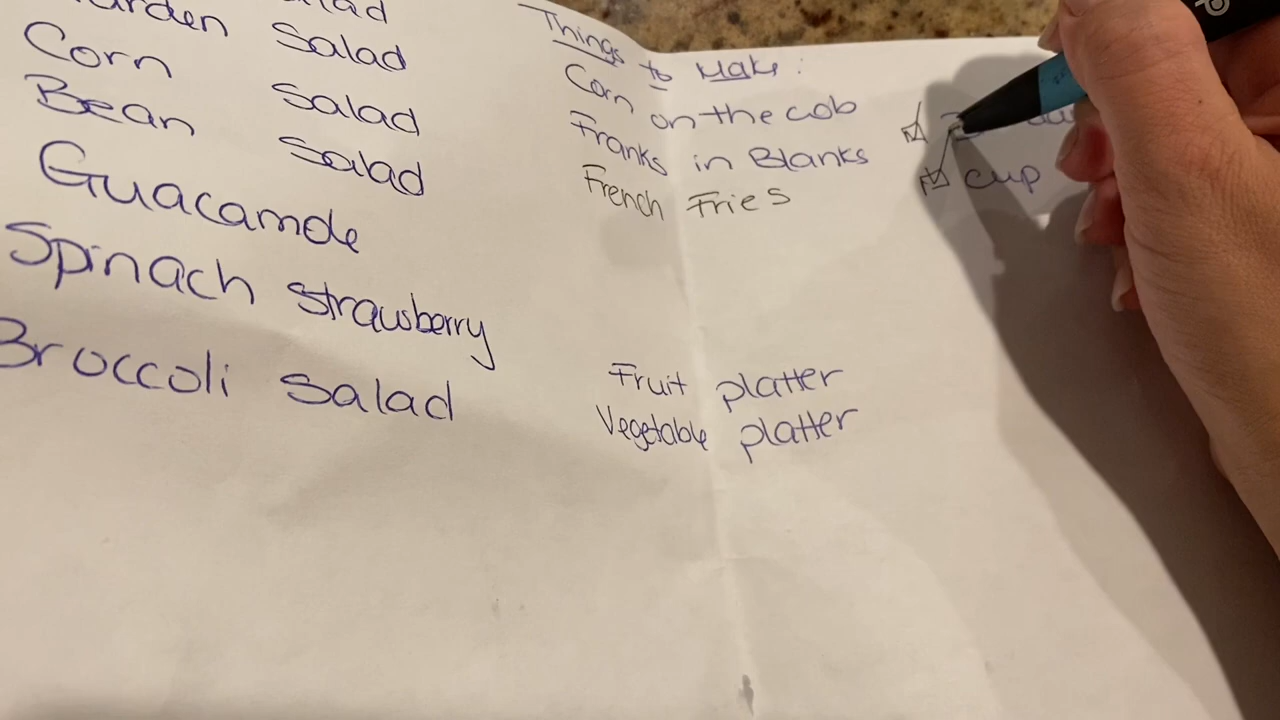 Salad
Corn Salad
Bean Salad
Guacamole
Spinach Strawberry
Broccoli Salad
Things to Make:
Corn on the cob
Franks in Blanks
French Fries
Fruit platter
Vegetable platter
cup